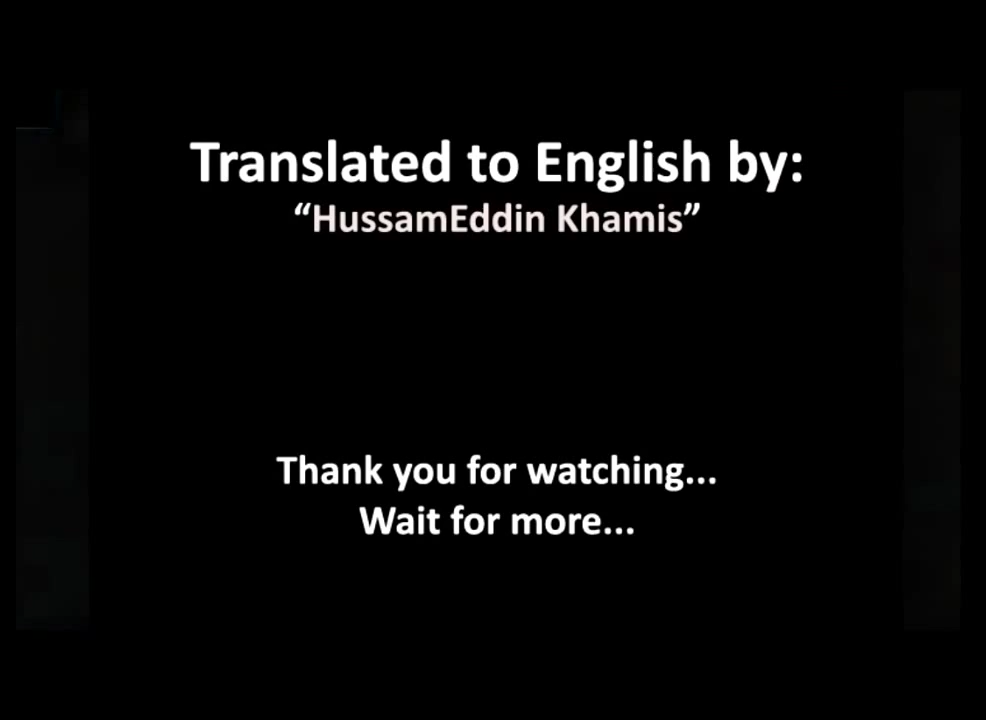 Translated to English by:
“HussamEddin Khamis”
Thank you for watching...
Wait for more...